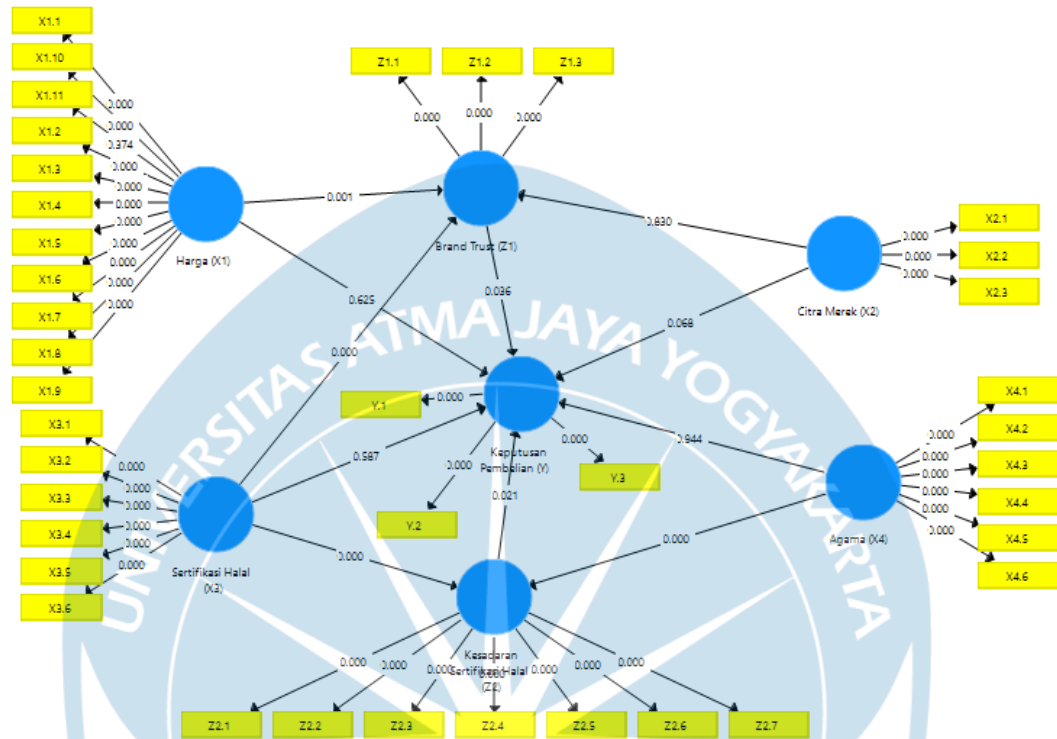 X1.1
X1.10
X1.11
X1.2
X1.3
X1.4
X1.5
X1.6
X1.7
X1.8
X1.9
0.000
0.000
0.374
0.000
0.000
0.000
0.000
0.000
0.000
0.000
Harga (X1)
Z1.1
Z1.2
Z1.3
0.000
0.000
0.000
Brand Trust (Z1)
0.001
0.830
0.036
0.625
0.000
0.068
Citra Merek (X2)
0.000
0.000
0.000
X2.1
X2.2
X2.3
UNIVERSITAS ATMA JAYA YOGYAKARTA
Y.1
0.000
0.000
0.000
Keputusan
Pembelian (Y)
Y.2
Y.3
0.587
0.021
0.944
X3.1
X3.2
X3.3
X3.4
X3.5
X3.6
0.000
0.000
0.000
0.000
0.000
0.000
Sertifikasi Halal
(X3)
0.000
0.000
Agama (X4)
0.000
0.000
0.000
0.000
0.000
0.000
X4.1
X4.2
X4.3
X4.4
X4.5
X4.6
Kesadaran
Sertifikasi Halal
(Z2)
0.000
0.000
0.000
0.000
0.000
0.000
Z2.1
Z2.2
Z2.3
Z2.4
Z2.5
Z2.6
Z2.7